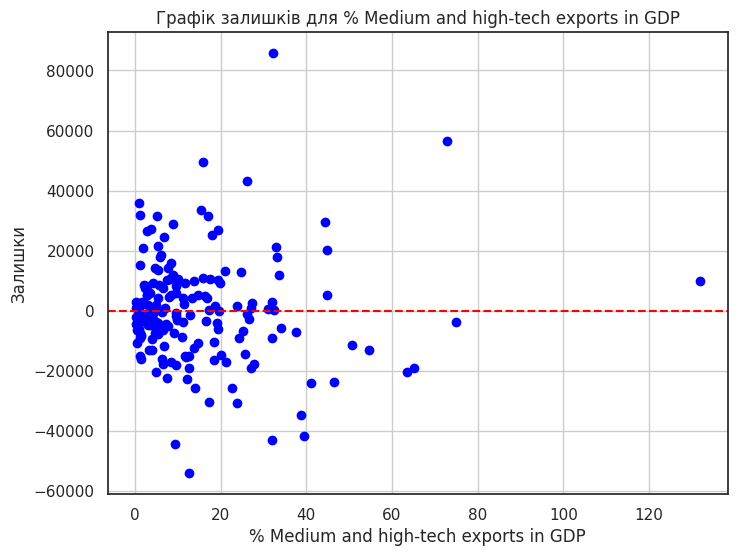 Графік залишків для % Medium and high-tech exports in GDP
80000
60000
40000
20000
0
−20000
−40000
−60000
Залишки
0 20 40 60 80 100 120
% Medium and high-tech exports in GDP